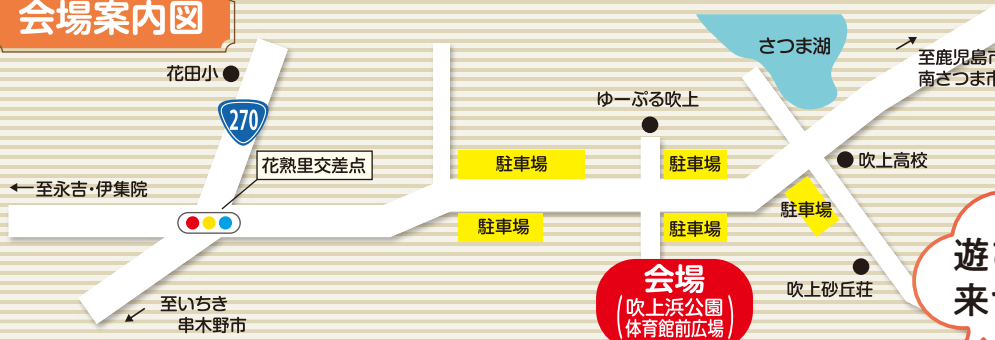 会場案内図
さつま湖
至鹿児島市
南さつま市
花田小
270
ゆーぷる吹上
花熟里交差点
駐車場
駐車場
吹上高校
←至永吉・伊集院
駐車場
駐車場
駐車場
吹上砂丘荘
会場
(吹上浜公園
体育館前広場)
至いちき
串木野市
遊
来